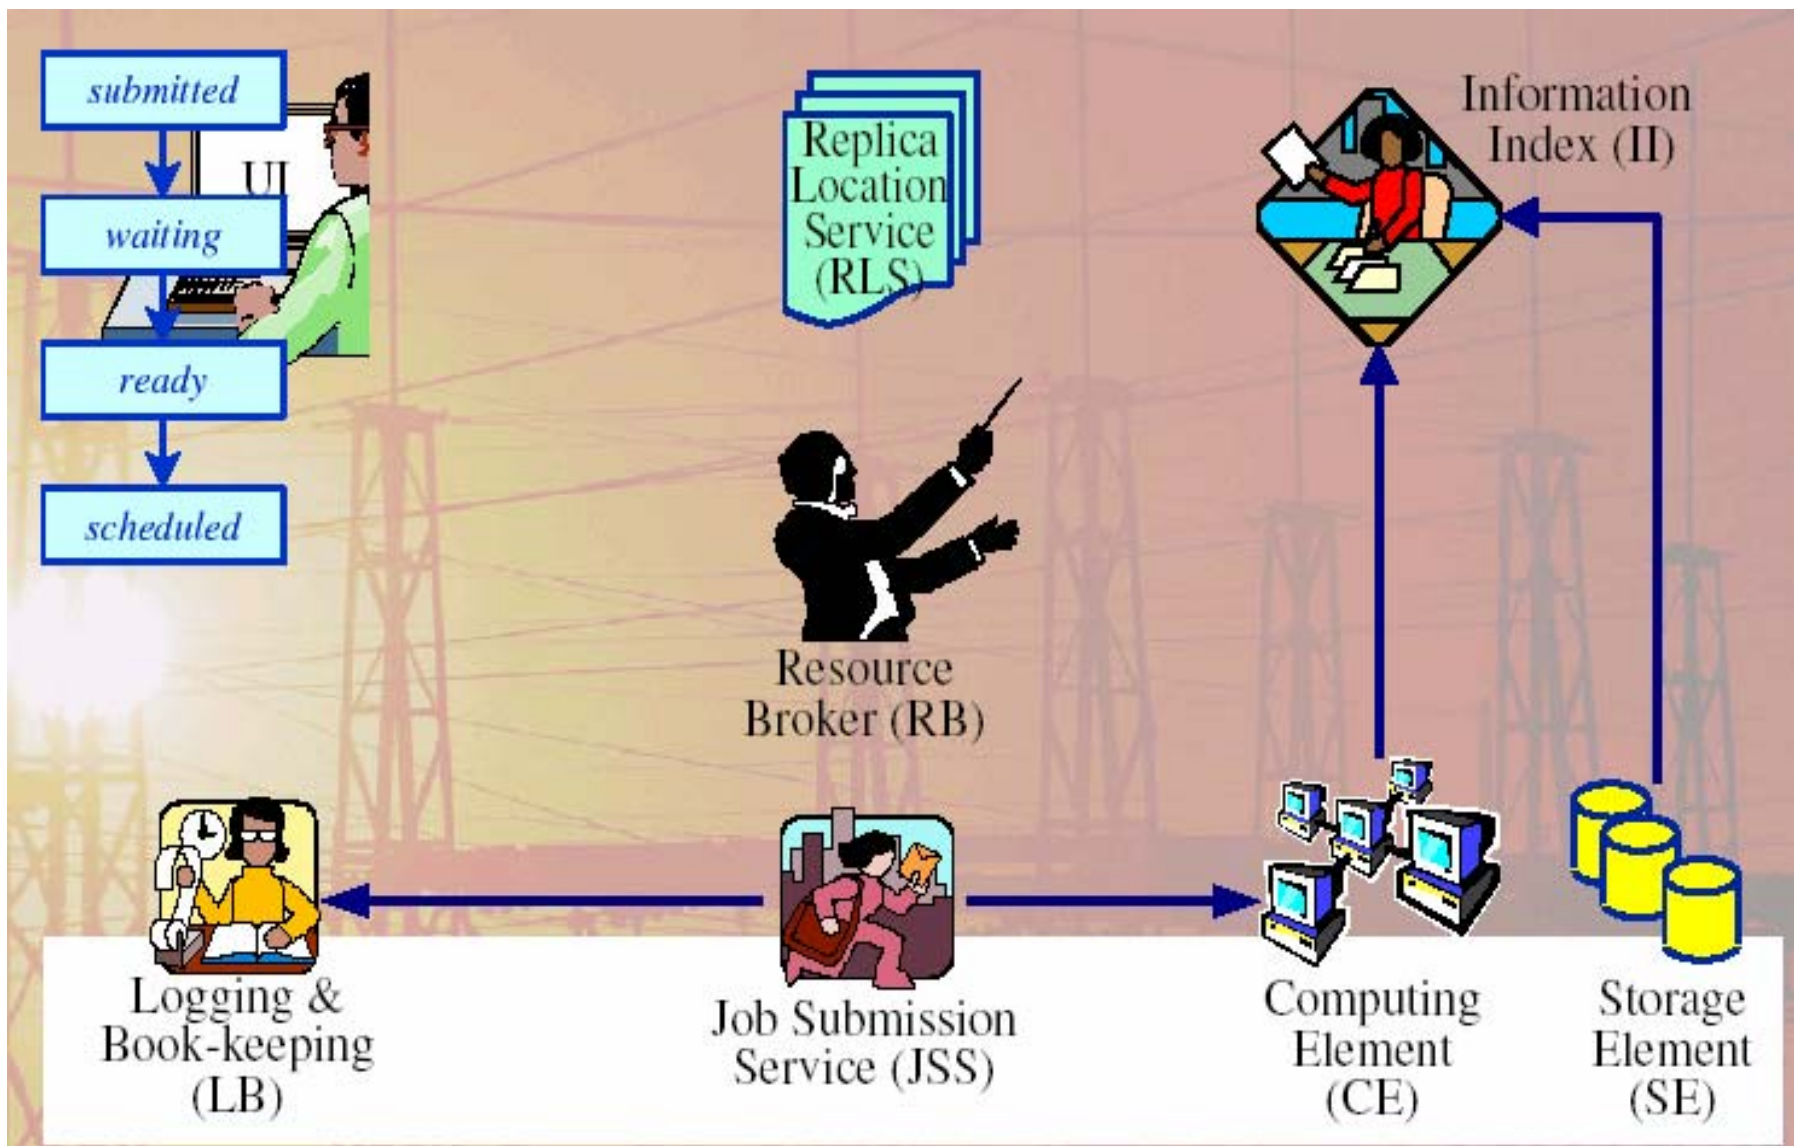 submitted
UI
waiting
ready
scheduled
Replica
Location
Service
(RLS)
Information
Index (II)
Resource
Broker (RB)
Logging &
Book-keeping
(LB)
Job Submission
Service (JSS)
Computing
Element
(CE)
Storage
Element
(SE)